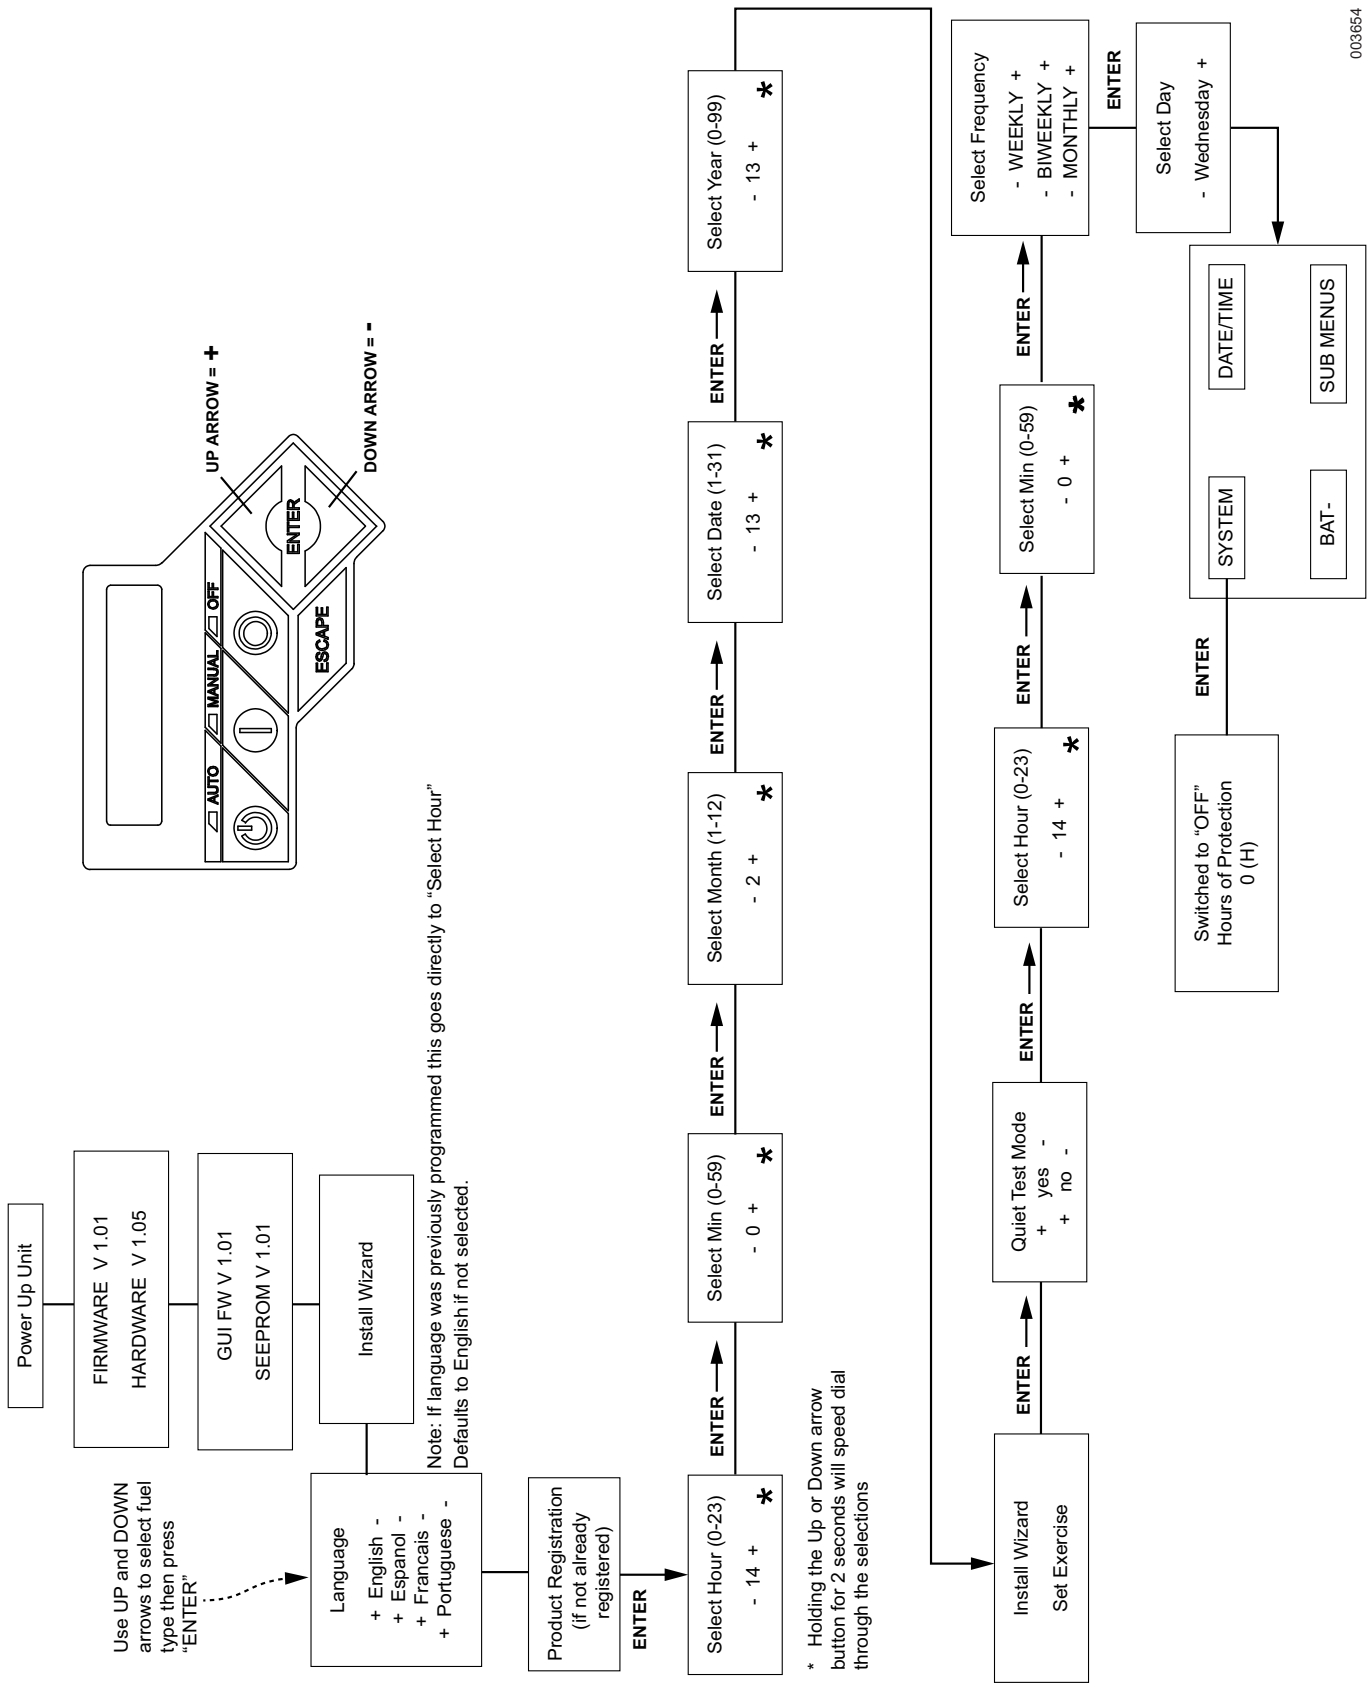 Power Up Unit
FIRMWARE V 1.01
HARDWARE V 1.05
GUI FW V 1.01
SEEPROM V 1.01
Install Wizard
Use UP and DOWN
arrows to select fuel
type then press
“ENTER”
Language
+ English -
+ Espanol -
+ Francais -
+ Portuguese -
Note: If language was previously programmed this goes directly to “Select Hour”
Defaults to English if not selected.
AUTO
MANUAL
OFF
ESCAPE
ENTER
UP ARROW = +
DOWN ARROW = -
Product Registration
(if not already
registered)
ENTER
Select Hour (0-23)
- 14 +
*
ENTER
Select Min (0-59)
- 0 +
*
ENTER
Select Month (1-12)
- 2 +
*
ENTER
Select Date (1-31)
- 13 +
*
ENTER
Select Year (0-99)
- 13 +
*
* Holding the Up or Down arrow
button for 2 seconds will speed dial
through the selections
Install Wizard
Set Exercise
ENTER
Quiet Test Mode
+ yes -
+ no -
ENTER
Select Hour (0-23)
- 14 +
*
ENTER
Select Min (0-59)
- 0 +
*
ENTER
Select Frequency
- WEEKLY +
- BIWEEKLY +
- MONTHLY +
ENTER
Select Day
- Wednesday +
SYSTEM
DATE/TIME
BAT-
SUB MENUS
ENTER
Switched to “OFF”
Hours of Protection
0 (H)
003654